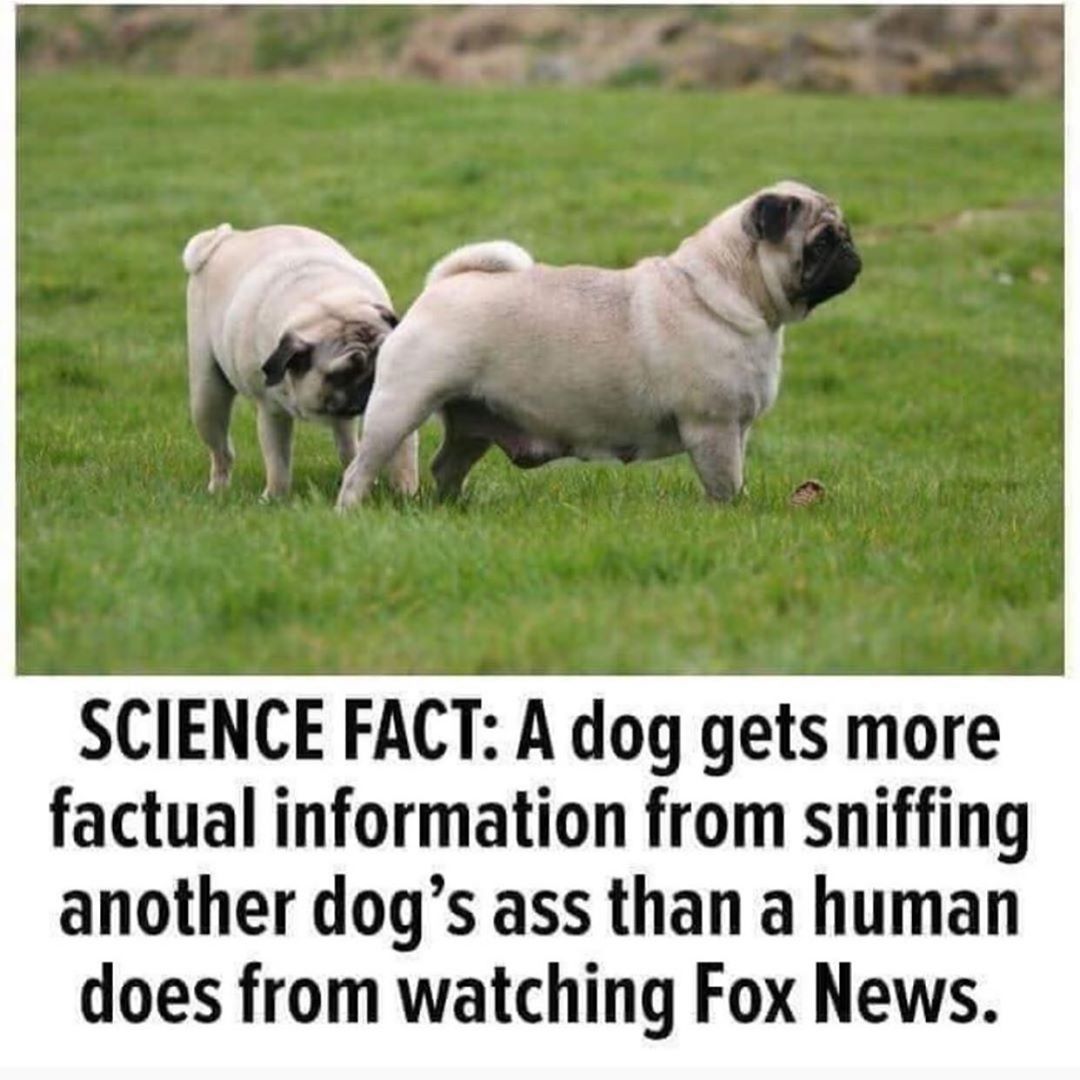 SCIENCE FACT: A dog gets more
factual information from sniffing
another dog’s ass than a human
does from watching Fox News.